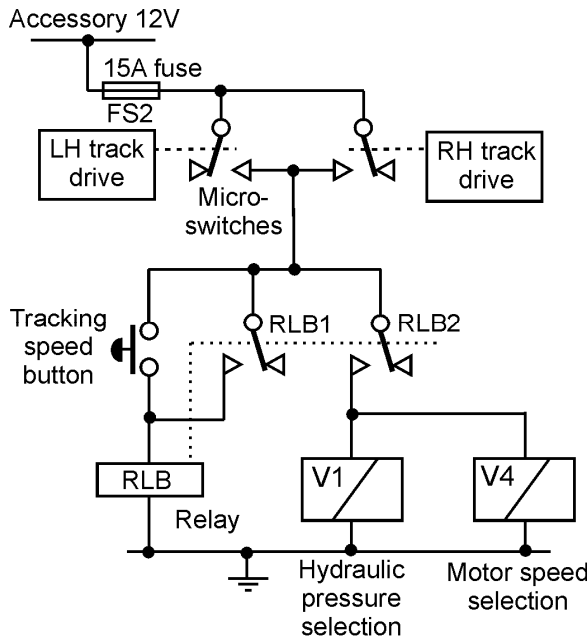 Accessory 12V
15A fuse
FS2
LH track
drive
RH track
drive
Micro-
switches
Tracking
speed
button
RLB1
RLB2
RLB
Relay
V1
V4
Hydraulic
pressure
selection
Motor speed
selection